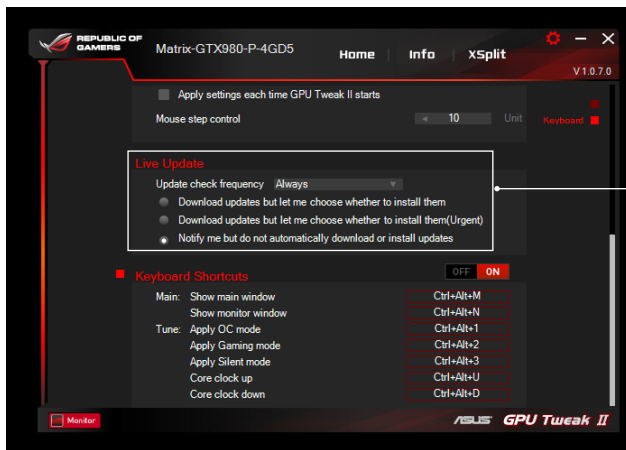 REPUBLIC OF
GAMERS
Matrix-GTX980-P-4GD5
Home
Info
XSplit
V 1.0.7.0
Apply settings each time GPU Tweak II starts
Mouse step control
10
Unit
Keyboard
Live Update
Update check frequency Always
Download updates but let me choose whether to install them
Download updates but let me choose whether to install them(Urgent)
Notify me but do not automatically download or install updates
Keyboard Shortcuts
OFF ON
Main: Show main window Ctrl+Alt+M
Show monitor window Ctrl+Alt+N
Tune: Apply OC mode Ctrl+Alt+1
Apply Gaming mode Ctrl+Alt+2
Apply Silent mode Ctrl+Alt+3
Core clock up Ctrl+Alt+U
Core clock down Ctrl+Alt+D
Monitor
ASUS GPU Tweak II